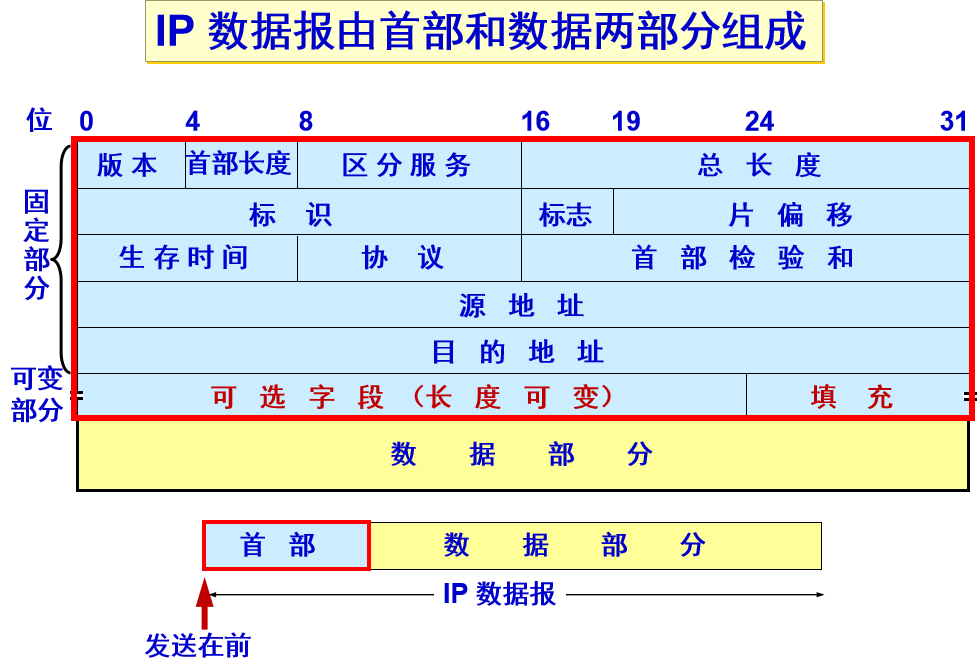 IP 数据报由首部和数据两部分组成
位 0 4 8 16 19 24 31
固定部分
版本 首部长度 区分服务 总长度
标识 标志 片偏移
生存时间 协议 首部检验和
源地址
目的地址
可变部分
可选字段（长度可变） 填充
数据部分
首部 数据部分
IP 数据报
发送在前